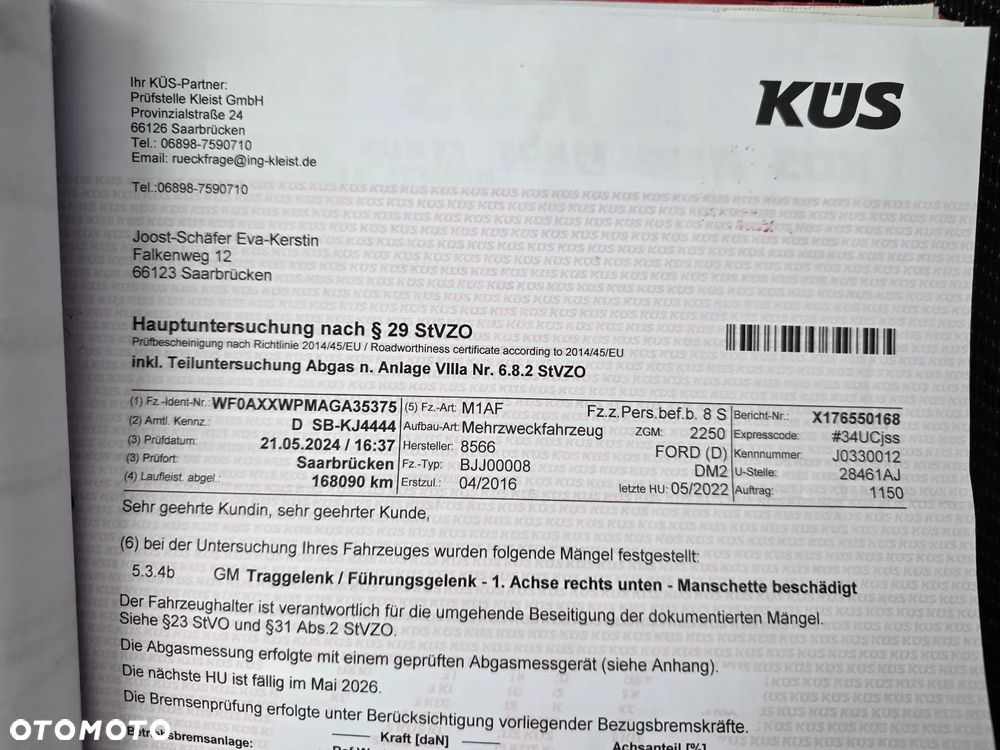 Ihr KÜS-Partner:
Prüfstelle Kleist GmbH
Provinzialstraße 24
66126 Saarbrücken
Tel.: 06898-7590710
Email: rueckfrage@ing-kleist.de
KÜS
Tel.:06898-7590710
Joost-Schäfer Eva-Kerstin
Falkenweg 12
66123 Saarbrücken
Hauptuntersuchung nach § 29 StVZO
Prüfbescheinigung nach Richtlinie 2014/45/EU / Roadworthiness certificate according to 2014/45/EU
inkl. Teiluntersuchung Abgas n. Anlage VIIIa Nr. 6.8.2 StVZO
(1) Fz.-Ident-Nr.: WF0AXXWPMAGA35375 (5) Fz.-Art: M1AF Fz.z.Pers.bef.b. 8 S Bericht-Nr.: X176550168
(2) Amtl. Kennz.: D SB-KJ4444 Aufbau-Art: Mehrzweckfahrzeug ZGM: 2250 Expresscode: #34UCjss
(3) Prüfdatum: 21.05.2024 / 16:37 Hersteller: 8566 FORD (D) Kennnummer: J0330012
(3) Prüfort: Saarbrücken Fz.-Typ: BJJ00008 DM2 U-Stelle: 28461AJ
(4) Laufleist. abgel.: 168090 km Erstzul.: 04/2016 letzte HU: 05/2022 Auftrag: 1150
Sehr geehrte Kundin, sehr geehrter Kunde,
(6) bei der Untersuchung Ihres Fahrzeuges wurden folgende Mängel festgestellt:
5.3.4b GM Traggelenk / Führungsgelenk - 1. Achse rechts unten - Manschette beschädigt
Der Fahrzeughalter ist verantwortlich für die umgehende Beseitigung der dokumentierten Mängel.
Siehe §23 StVO und §31 Abs.2 StVZO.
Die Abgasmessung erfolgte mit einem geprüften Abgasmessgerät (siehe Anhang).
Die nächste HU ist fällig im Mai 2026.
Die Bremsenprüfung erfolgte unter Berücksichtigung vorliegender Bezugsbremskräfte.
Kraft [daN] Achsanteil [%]
OTOMOTO